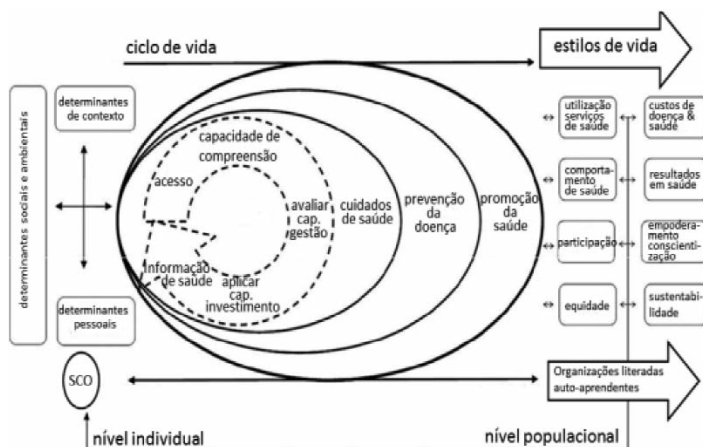 ciclo de vida
estilos de vida
determinantes sociais e ambientais
determinantes
de contexto
determinantes
pessoais
SCO
capacidade de
compreensão
acesso
avaliar
cap.
gestão
informação
de saúde
aplicar
cap.
investimento
cuidados
de saúde
prevenção
da
doença
promoção
da
saúde
utilização
serviços
de saúde
custos de
doença &
saúde
comporta-
mento
de saúde
resultados
em saúde
participação
empodera-
mento
conscienti-
zação
equidade
sustentabi-
lidade
Organizações literadas
auto-aprendentes
nível individual
nível populacional